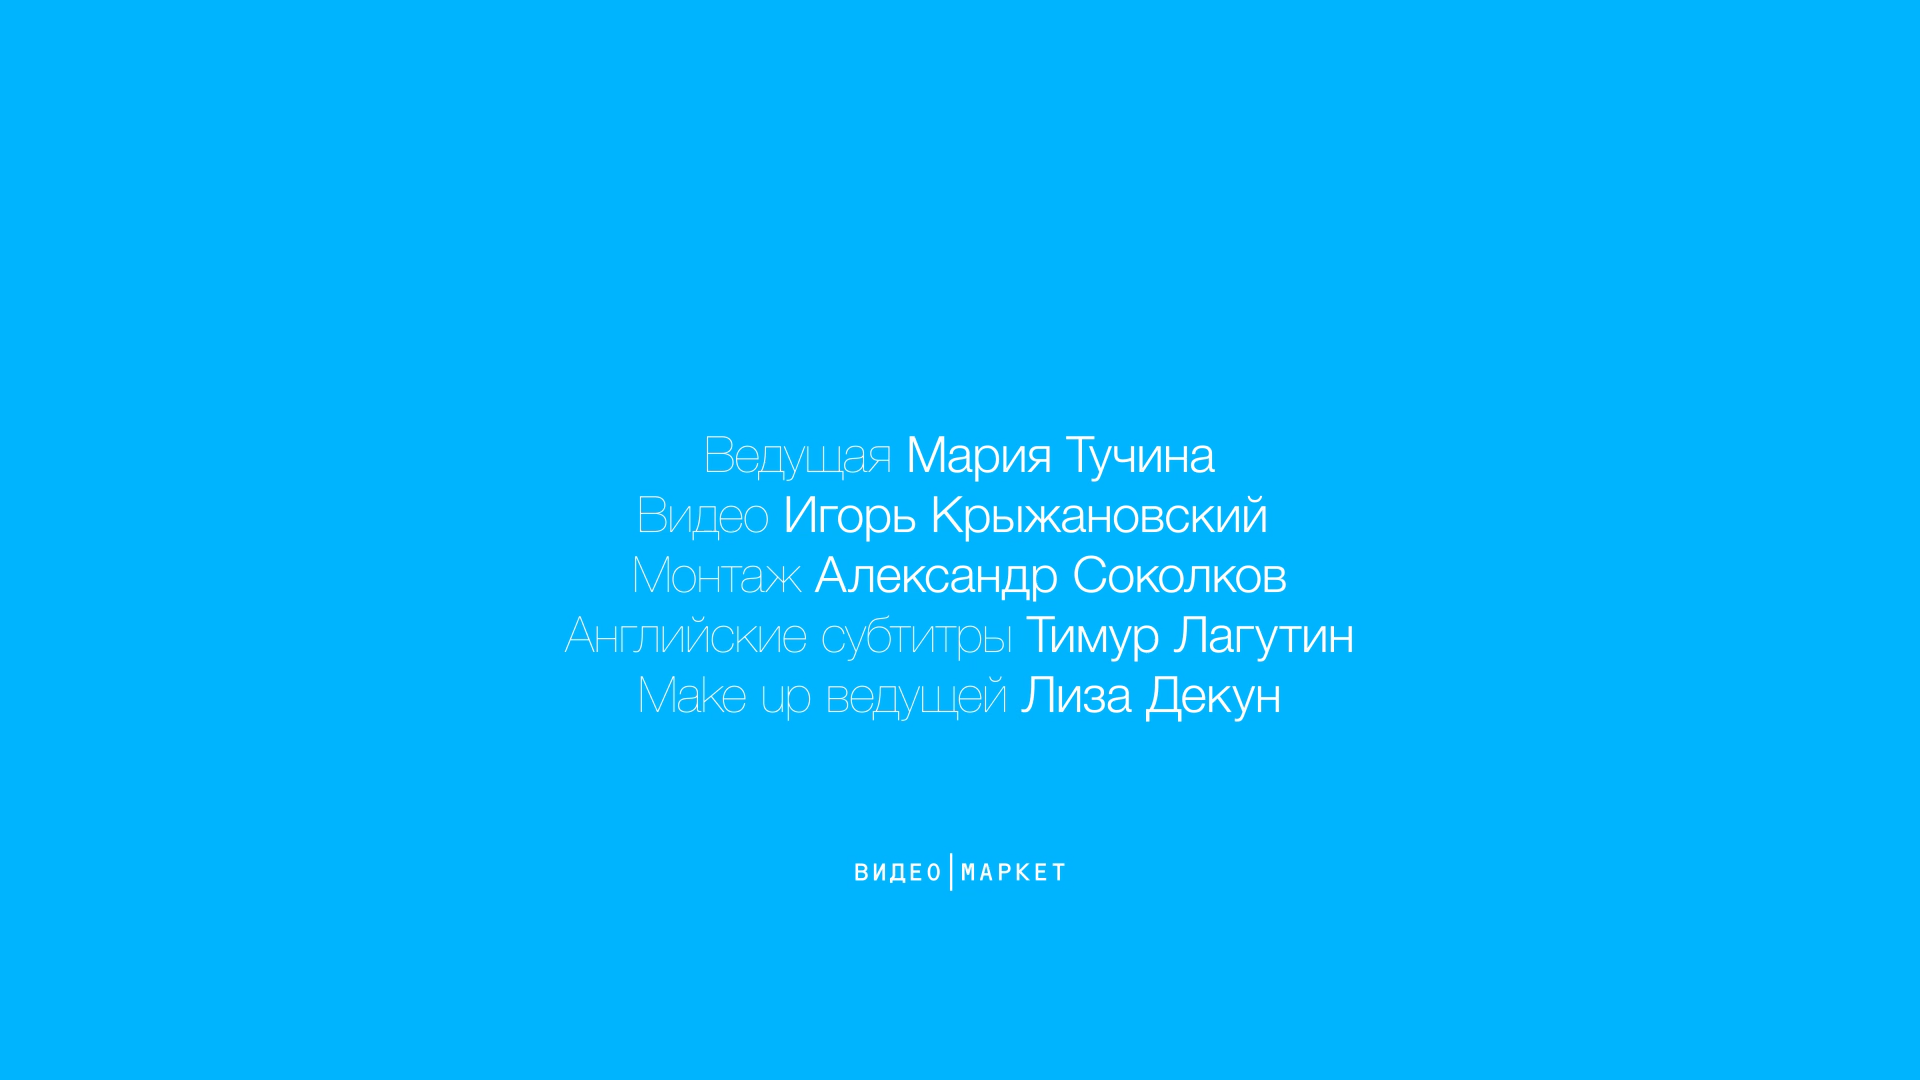 Ведущая Мария Тучина
Видео Игорь Крыжановский
Монтаж Александр Соколков
Английские субтитры Тимур Лагутин
Make up ведущей Лиза Декун
ВИДЕО|МАРКЕТ